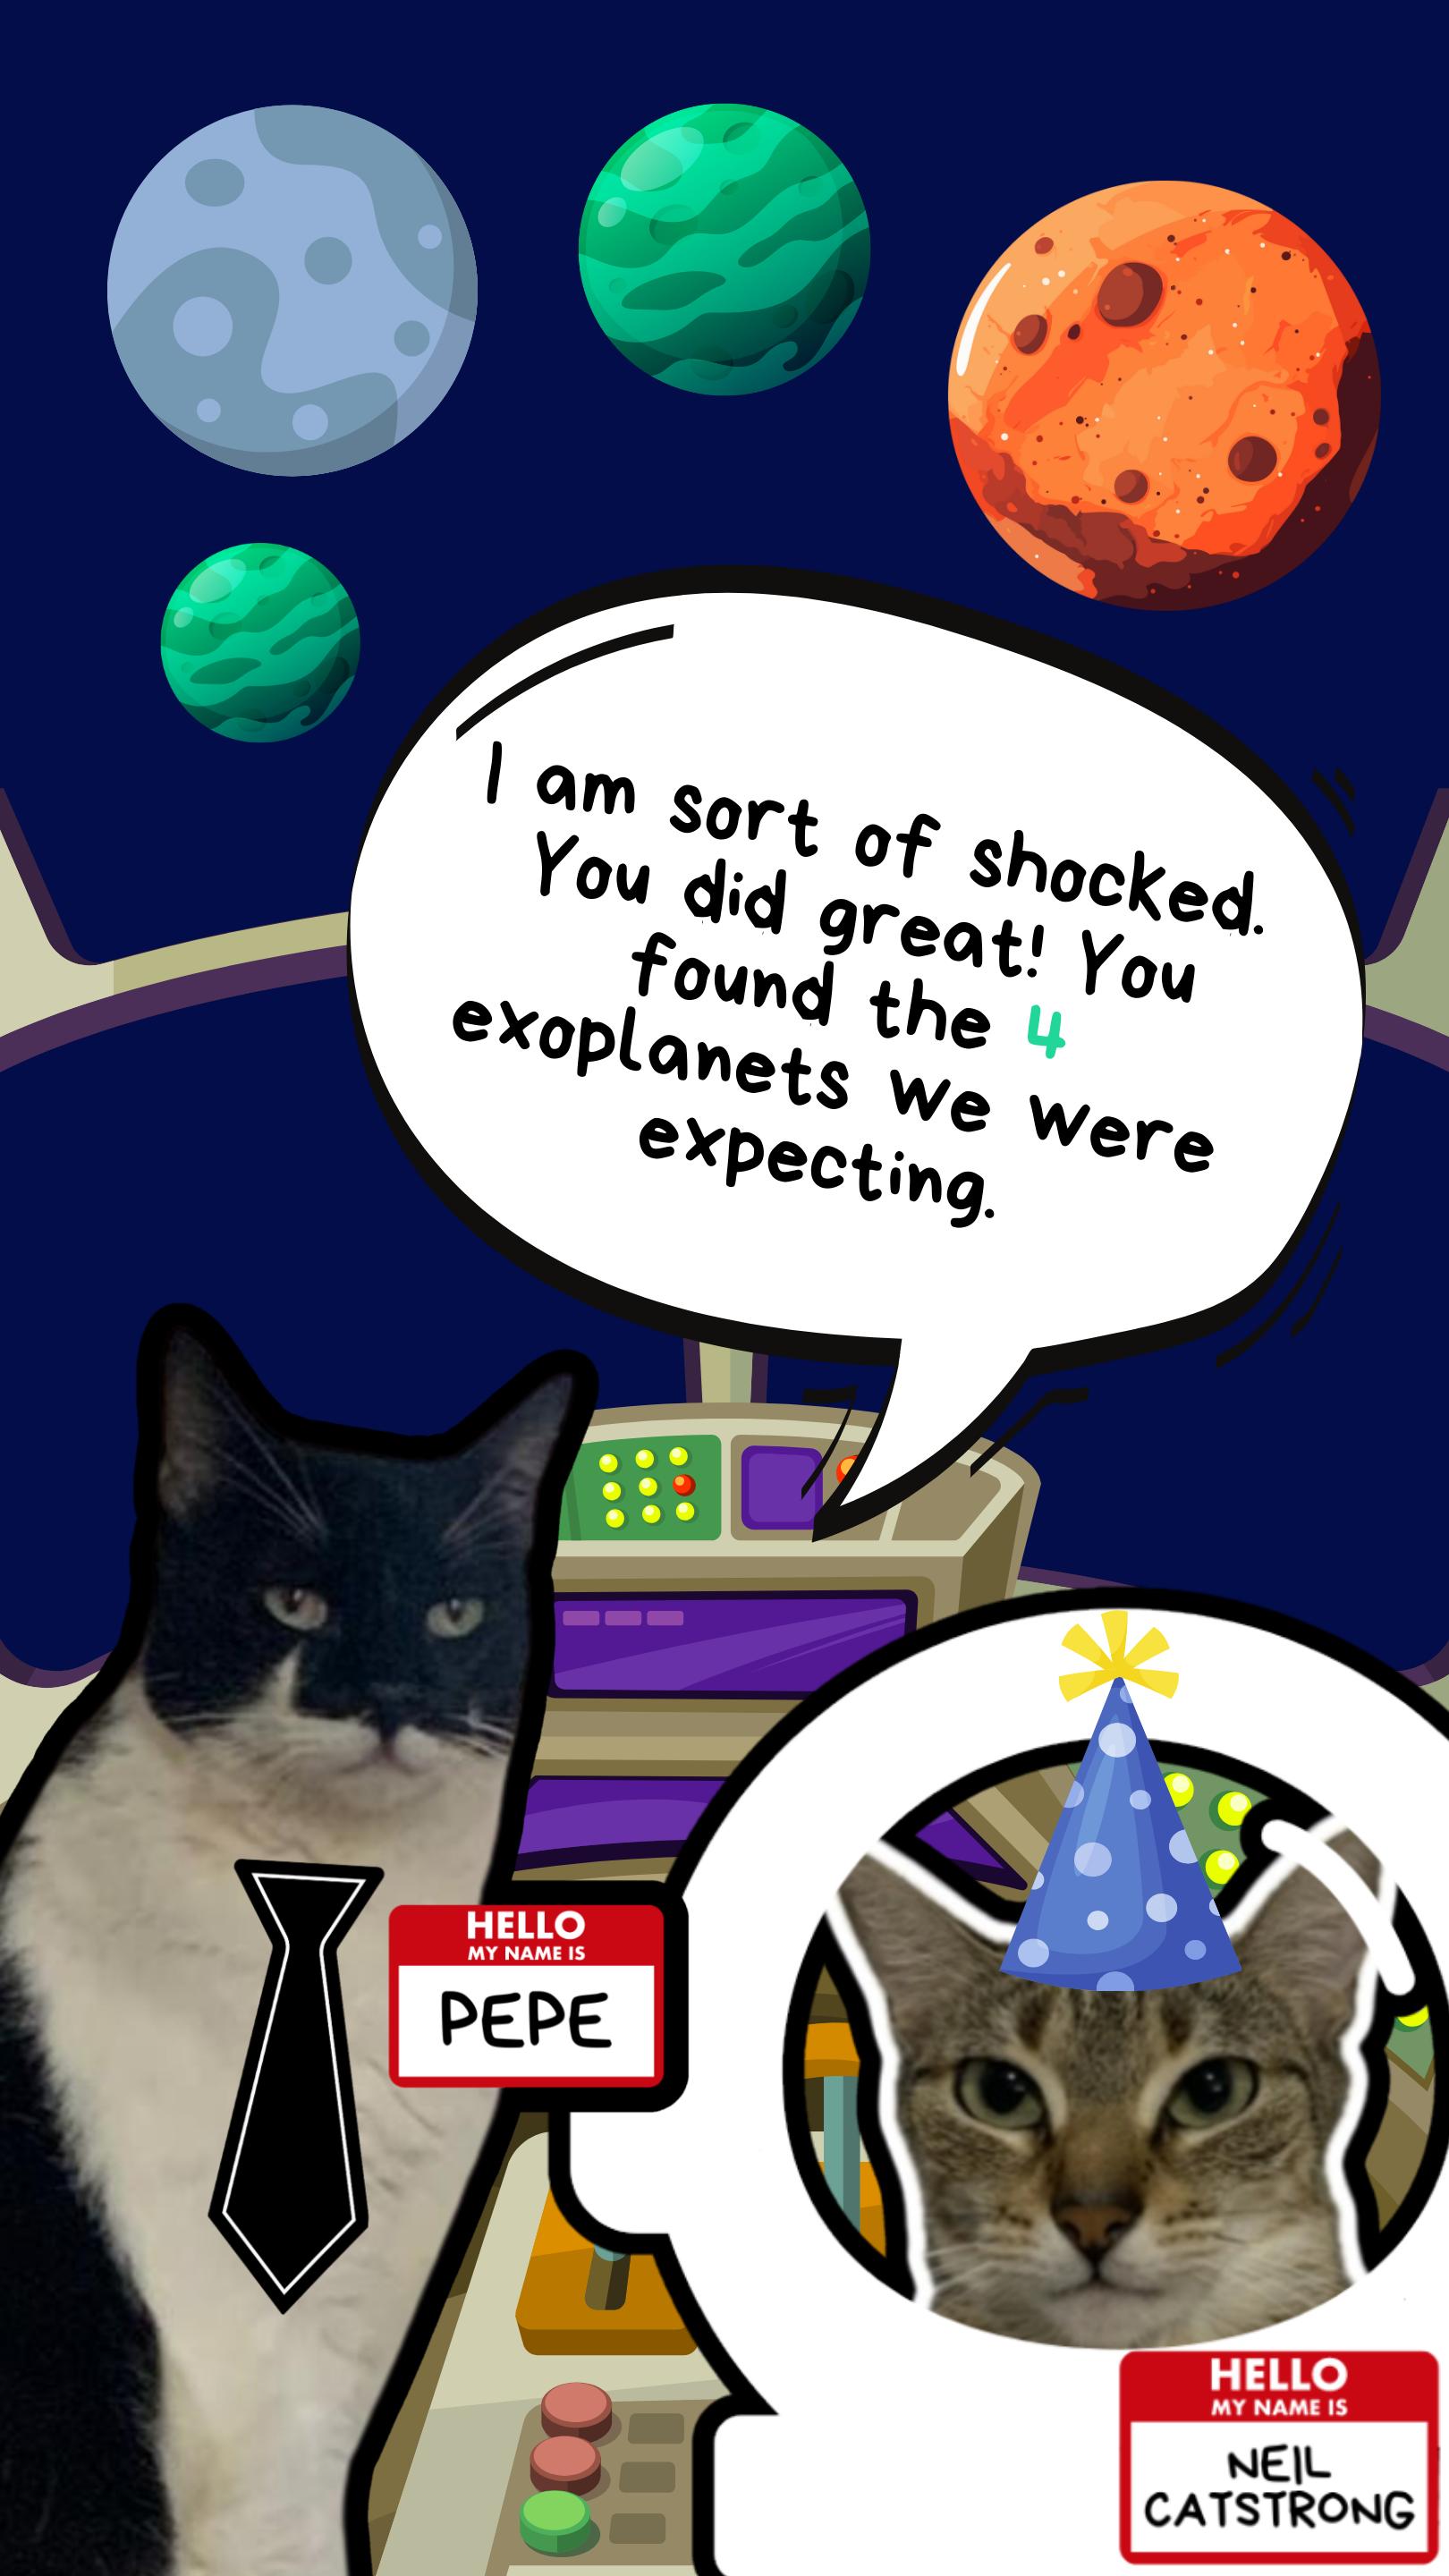 I am sort of shocked.
You did great! You
found the 4
exoplanets we were
expecting.
HELLO
MY NAME IS
PEPE
HELLO
MY NAME IS
NEIL
CATSTRONG